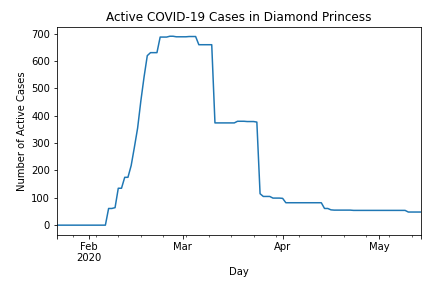 Active COVID-19 Cases in Diamond Princess
Number of Active Cases
700
600
500
400
300
200
100
0
Feb
2020
Mar
Apr
May
Day